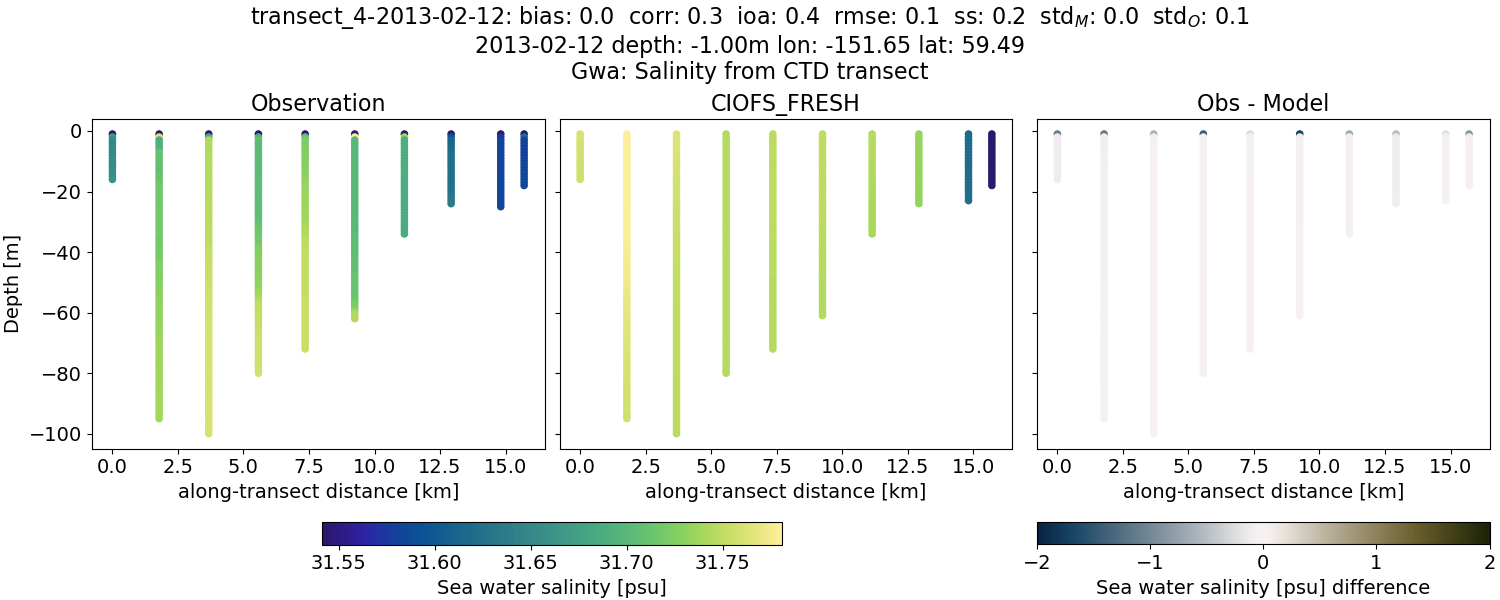 transect_4-2013-02-12: bias: 0.0  corr: 0.3  ioa: 0.4  rmse: 0.1  ss: 0.2  std_M: 0.0  std_O: 0.1
2013-02-12 depth: -1.00m lon: -151.65 lat: 59.49
Gwa: Salinity from CTD transect
Observation
CIOFS_FRESH
Obs - Model
Depth [m]
0
−20
−40
−60
−80
−100
0.0 2.5 5.0 7.5 10.0 12.5 15.0
along-transect distance [km]
0.0 2.5 5.0 7.5 10.0 12.5 15.0
along-transect distance [km]
0.0 2.5 5.0 7.5 10.0 12.5 15.0
along-transect distance [km]
31.55 31.60 31.65 31.70 31.75
Sea water salinity [psu]
−2 −1 0 1 2
Sea water salinity [psu] difference